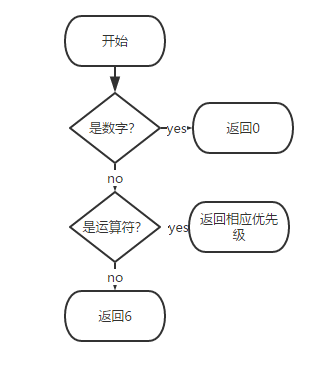 开始
是数字?
yes
返回0
no
是运算符?
yes
返回相应优先
级
no
返回6